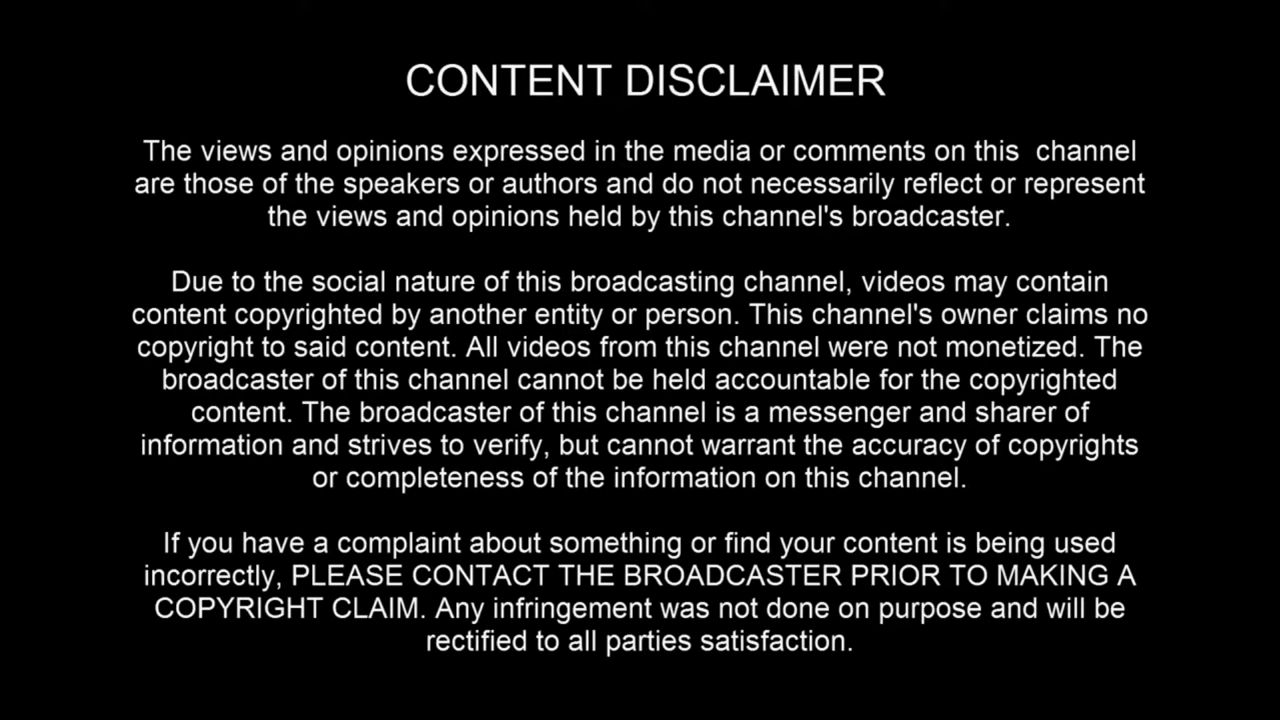 CONTENT DISCLAIMER
The views and opinions expressed in the media or comments on this  channel
are those of the speakers or authors and do not necessarily reflect or represent
the views and opinions held by this channel's broadcaster.
Due to the social nature of this broadcasting channel, videos may contain
content copyrighted by another entity or person. This channel's owner claims no
copyright to said content. All videos from this channel were not monetized. The
broadcaster of this channel cannot be held accountable for the copyrighted
content. The broadcaster of this channel is a messenger and sharer of
information and strives to verify, but cannot warrant the accuracy of copyrights
or completeness of the information on this channel.
If you have a complaint about something or find your content is being used
incorrectly, PLEASE CONTACT THE BROADCASTER PRIOR TO MAKING A
COPYRIGHT CLAIM. Any infringement was not done on purpose and will be
rectified to all parties satisfaction.